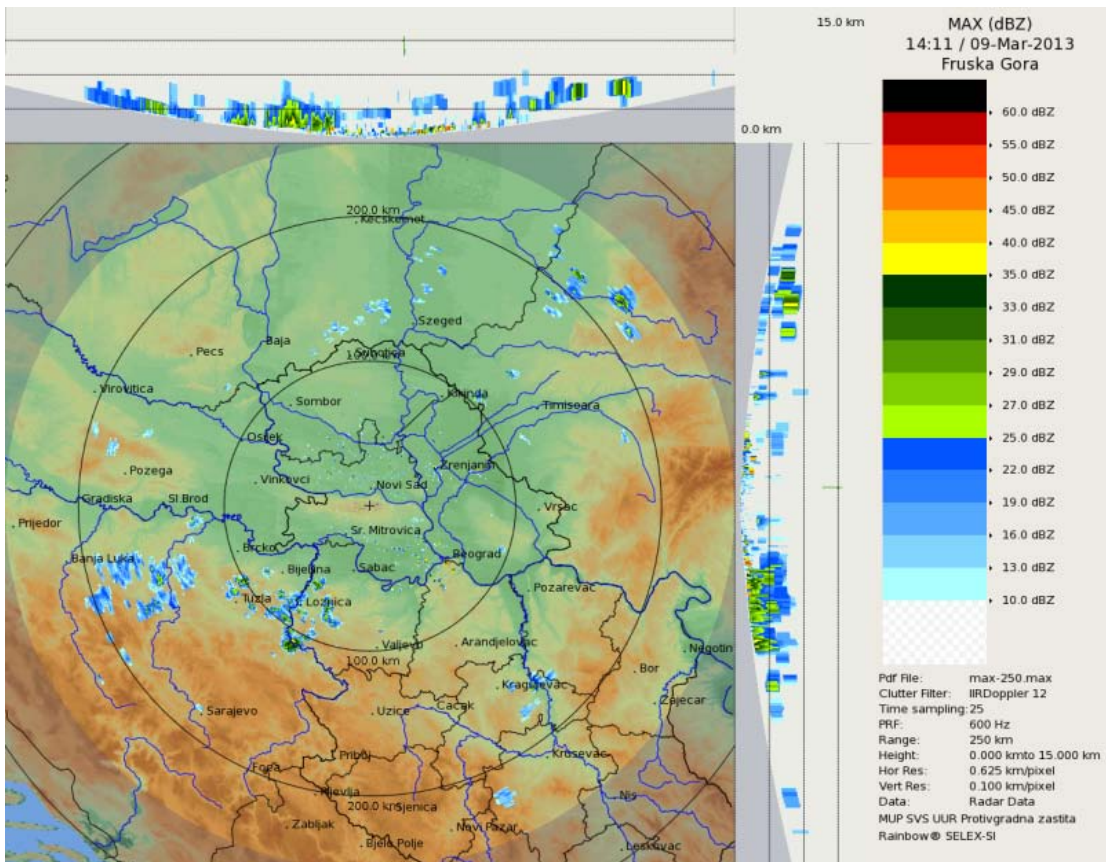 15.0 km
0.0 km
MAX (dBZ)
14:11 / 09-Mar-2013
Fruska Gora
60.0 dBZ
55.0 dBZ
50.0 dBZ
45.0 dBZ
40.0 dBZ
35.0 dBZ
33.0 dBZ
31.0 dBZ
29.0 dBZ
27.0 dBZ
25.0 dBZ
22.0 dBZ
19.0 dBZ
16.0 dBZ
13.0 dBZ
10.0 dBZ
Pdf File: max-250.max
Clutter Filter: IIRDoppler 12
Time sampling: 25
PRF: 600 Hz
Range: 250 km
Height: 0.000 kmto 15.000 km
Hor Res: 0.625 km/pixel
Vert Res: 0.100 km/pixel
Data: Radar Data
MUP SVS UUR Protivgradna zastita
Rainbow® SELEX-SI
200.0 km
Kecskemet
Szeged
Baja
Pecs
Subotica
100.0 km
Virovitica
Sombor
Kikinda
Timisoara
Osijek
Pozega
Vinkovci
Zrenjanin
Novi Sad
Gradiska
Sl Brod
Vrsac
Prijedor
Sr. Mitrovica
Brcko
Beograd
Banja Luka
Bijeljina
Sabac
Pozarevac
Tuzla
Loznica
Valjevo
Arandjelovac
Negotin
100.0 km
Bor
Kragujevac
Zajecar
Sarajevo
Uzice
Cacak
Priboj
Krusevac
Foca
Pljevlja
Nis
200.0 km
Sjenica
Zabljak
Novi Pazar
Bjelo Polje
Leskovac